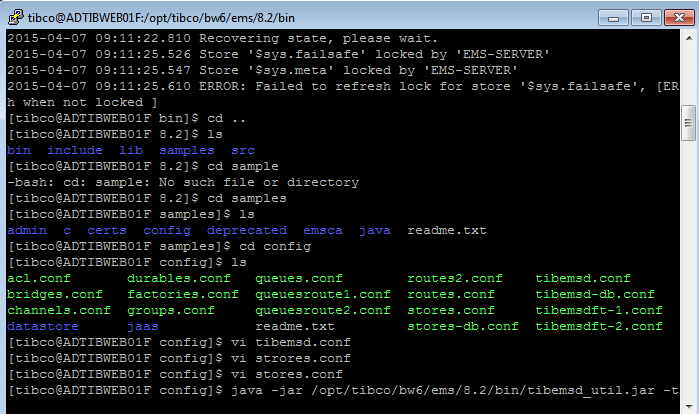 tibco@ADTIBWEB01F:/opt/tibco/bw6/ems/8.2/bin
2015-04-07 09:11:22.810 Recovering state, please wait.
2015-04-07 09:11:25.526 Store '$sys.failsafe' locked by 'EMS-SERVER'
2015-04-07 09:11:25.547 Store '$sys.meta' locked by 'EMS-SERVER'
2015-04-07 09:11:25.610 ERROR: Failed to refresh lock for store '$sys.failsafe', [ER
h when not locked ]
[tibco@ADTIBWEB01F bin]$ cd ..
[tibco@ADTIBWEB01F 8.2]$ ls
bin include lib samples src
[tibco@ADTIBWEB01F 8.2]$ cd sample
-bash: cd: sample: No such file or directory
[tibco@ADTIBWEB01F 8.2]$ cd samples
[tibco@ADTIBWEB01F samples]$ ls
admin c certs config deprecated emsca java readme.txt
[tibco@ADTIBWEB01F samples]$ cd config
[tibco@ADTIBWEB01F config]$ ls
acl.conf durables.conf queues.conf routes2.conf tibemsd.conf
bridges.conf factories.conf queuesroute1.conf routes.conf tibemsd-db.conf
channels.conf groups.conf queuesroute2.conf stores.conf tibemsdft-1.conf
datastore jaas readme.txt stores-db.conf tibemsdft-2.conf
[tibco@ADTIBWEB01F config]$ vi tibemsd.conf
[tibco@ADTIBWEB01F config]$ vi strores.conf
[tibco@ADTIBWEB01F config]$ vi stores.conf
[tibco@ADTIBWEB01F config]$ java -jar /opt/tibco/bw6/ems/8.2/bin/tibemsd_util.jar -t